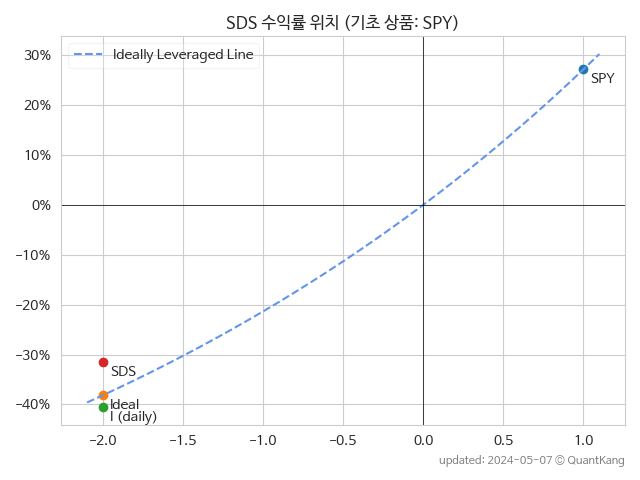 SDS 수익률 위치 (기초 상품: SPY)
Ideally Leveraged Line
30%
20%
10%
0%
−10%
−20%
−30%
−40%
SPY
SDS
Ideal
I (daily)
−2.0 −1.5 −1.0 −0.5 0.0 0.5 1.0
updated: 2024-05-07 © QuantKang